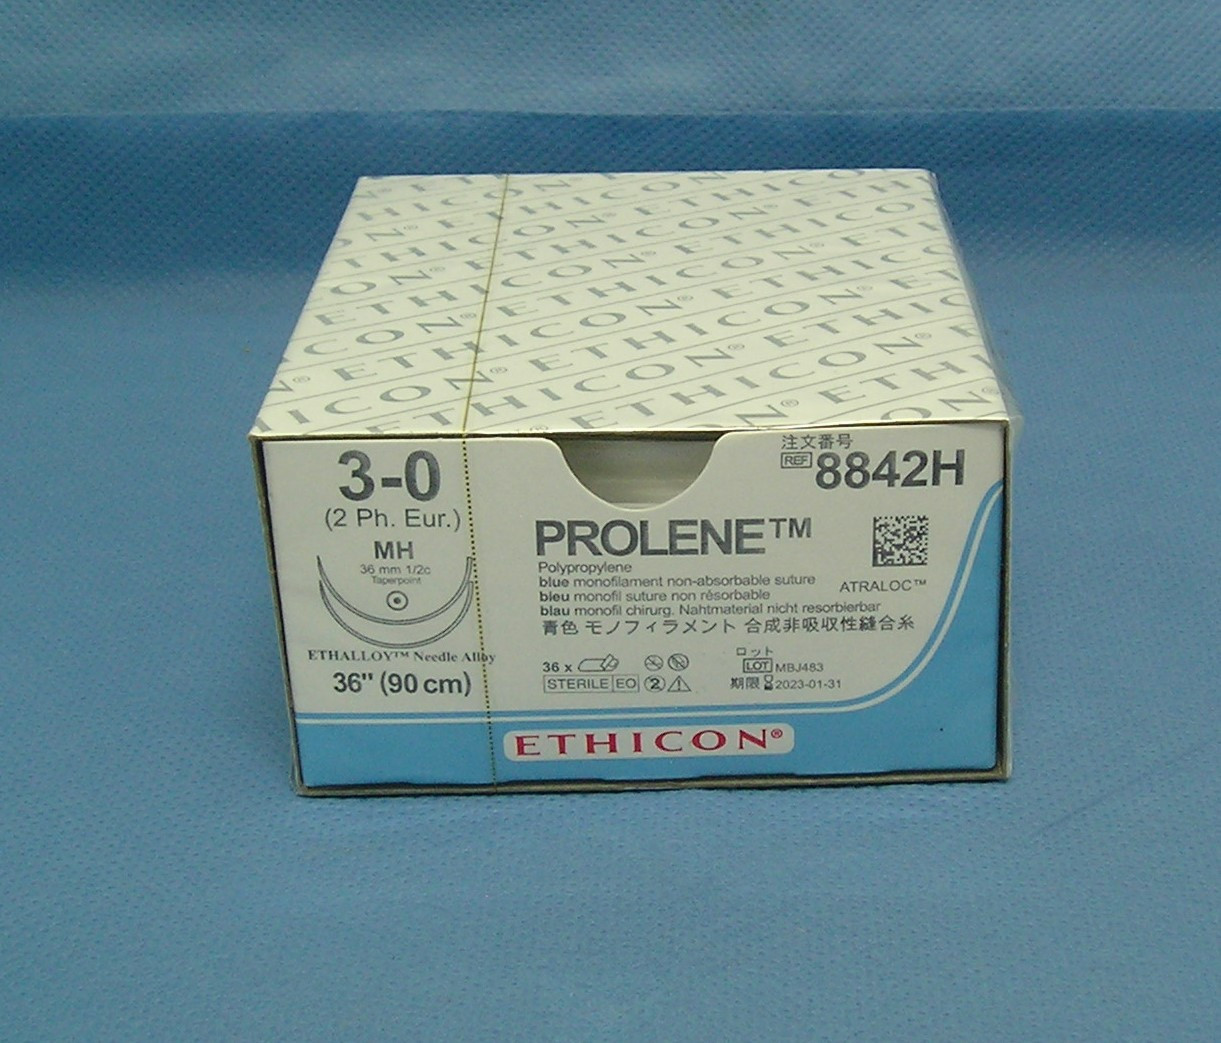 ETHICON® ETHICON® ETHICON®
3-0
(2 Ph. Eur.)
MH
36 mm 1/2c
Taperpoint
ETHALLOY™ Needle Alloy
36" (90 cm)
注文番号
REF 8842H
PROLENE™
Polypropylene
blue monofilament non-absorbable suture
bleu monofil suture non résorbable
blau monofil chirurg. Nahtmaterial nicht resorbierbar
青色 モノフィラメント 合成非吸収性縫合糸
ATRALOC™
36 x
STERILE EO
2
ロット
LOT MBJ483
期限 2023-01-31
ETHICON®